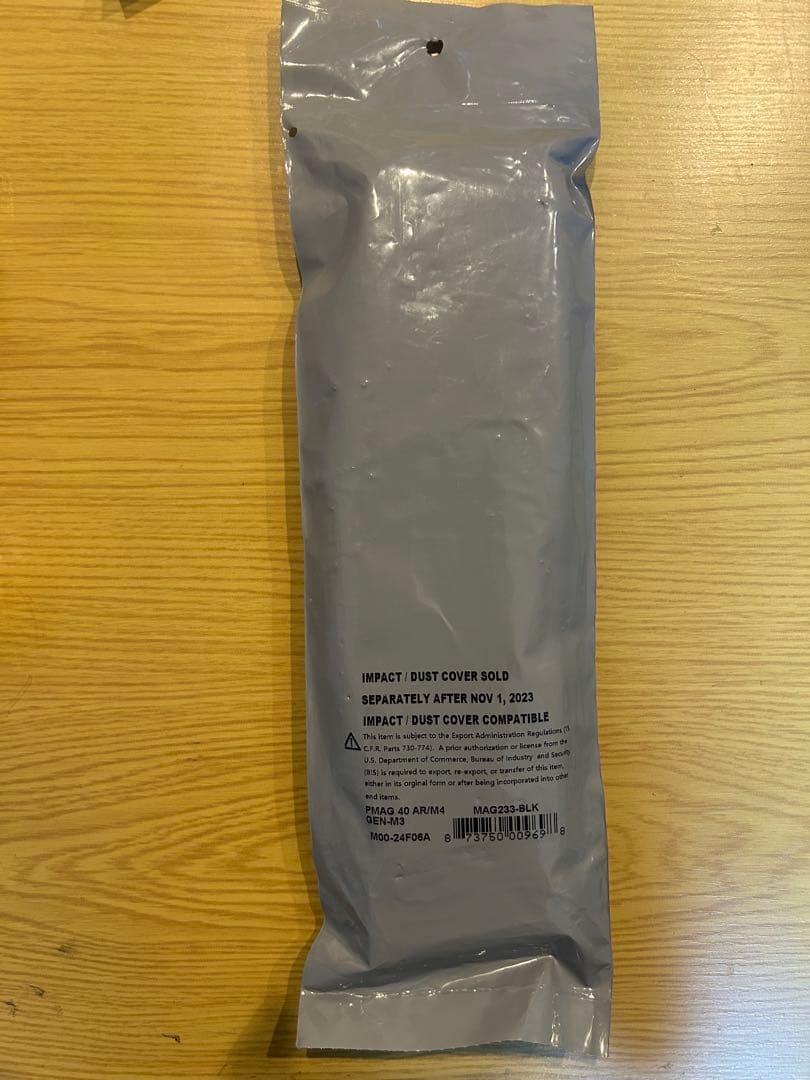 IMPACT / DUST COVER SOLD
SEPARATELY AFTER NOV 1, 2023
IMPACT / DUST COVER COMPATIBLE
This item is subject to the Export Administration Regulations (15
C.F.R. Parts 730-774). A prior authorization or license from the
U.S. Department of Commerce, Bureau of Industry and Security
(BIS) is required to export, re-export, or transfer of this item,
either in its orginal form or after being incorporated into other
end items.
PMAG 40 AR/M4 MAG233-BLK
GEN-M3
M00-24F06A 8 73750 00969 8